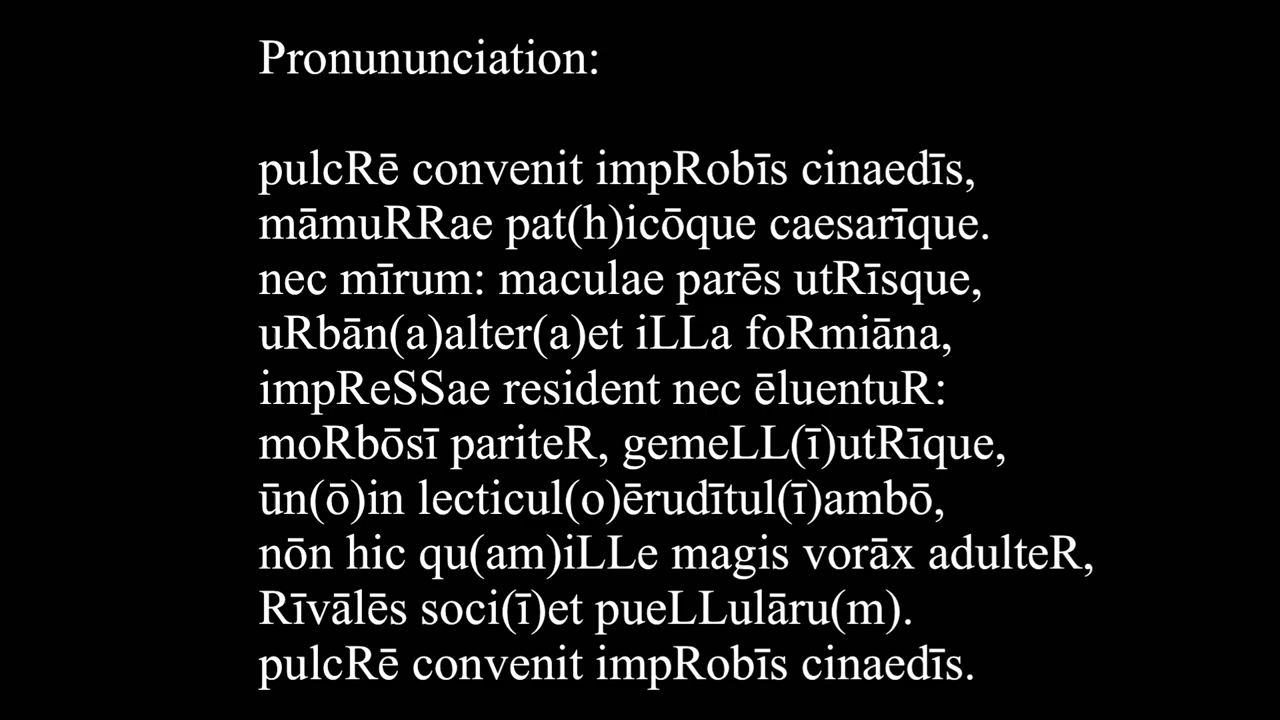 Pronununciation:
pulcRē convenit impRobīs cinaedīs,
māmuRRae pat(h)icōque caesarīque.
nec mīrum: maculae parēs utRīsque,
uRbān(a)alter(a)et iLLa foRmiāna,
impReSSae resident nec ēluentuR:
moRbōsī pariteR, gemeLL(ī)utRīque,
ūn(ō)in lecticul(o)ērudītul(ī)ambō,
nōn hic qu(am)iLLe magis vorāx adulteR,
Rīvālēs soci(ī)et pueLLulāru(m).
pulcRē convenit impRobīs cinaedīs.